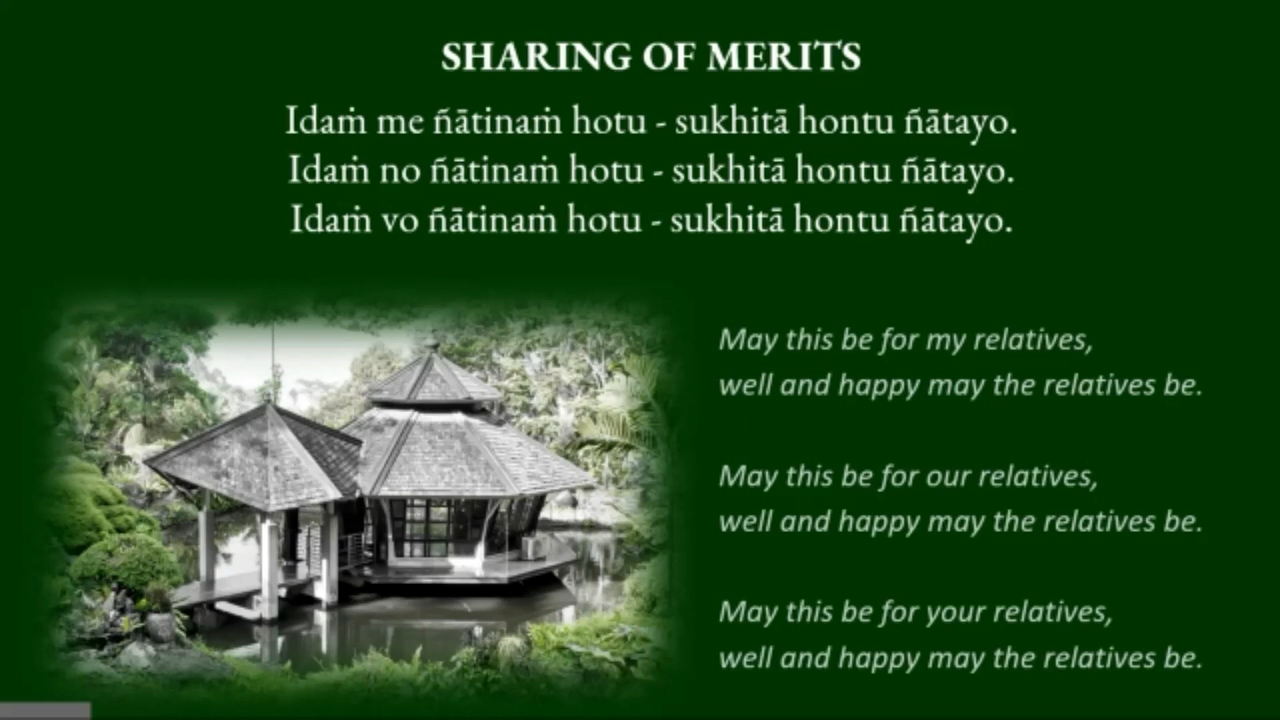 SHARING OF MERITS
Idaṁ me ñātinaṁ hotu - sukhitā hontu ñātayo.
Idaṁ no ñātinaṁ hotu - sukhitā hontu ñātayo.
Idaṁ vo ñātinaṁ hotu - sukhitā hontu ñātayo.
May this be for my relatives,
well and happy may the relatives be.
May this be for our relatives,
well and happy may the relatives be.
May this be for your relatives,
well and happy may the relatives be.